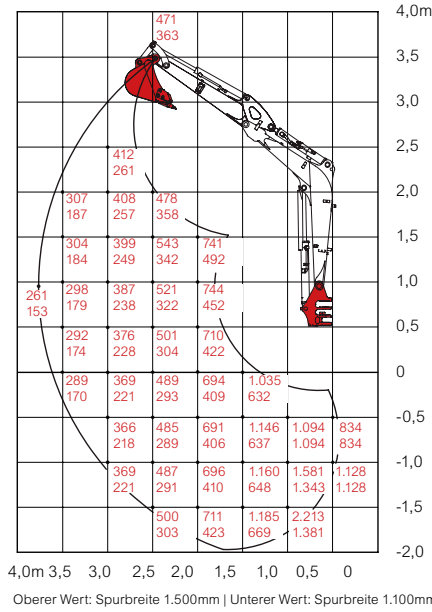 471 4,0m
363
3,5
3,0
412 2,5
261
307 408 478 2,0
187 257 358
304 399 543 741 1,5
184 249 342 492
298 387 521 744 1,0
261 179 238 322 452
153
292 376 501 710 0,5
174 228 304 422
289 369 489 694 1.035 0
170 221 293 409 632
366 485 691 1.146 1.094 834 -0,5
218 289 406 637 1.094 834
369 487 696 1.160 1.581 1.128 -1,0
221 291 410 648 1.343 1.128
500 711 1.185 2.213 -1,5
303 423 669 1.381
-2,0
4,0m 3,5 3,0 2,5 2,0 1,5 1,0 0,5 0
Oberer Wert: Spurbreite 1.500mm | Unterer Wert: Spurbreite 1.100mm